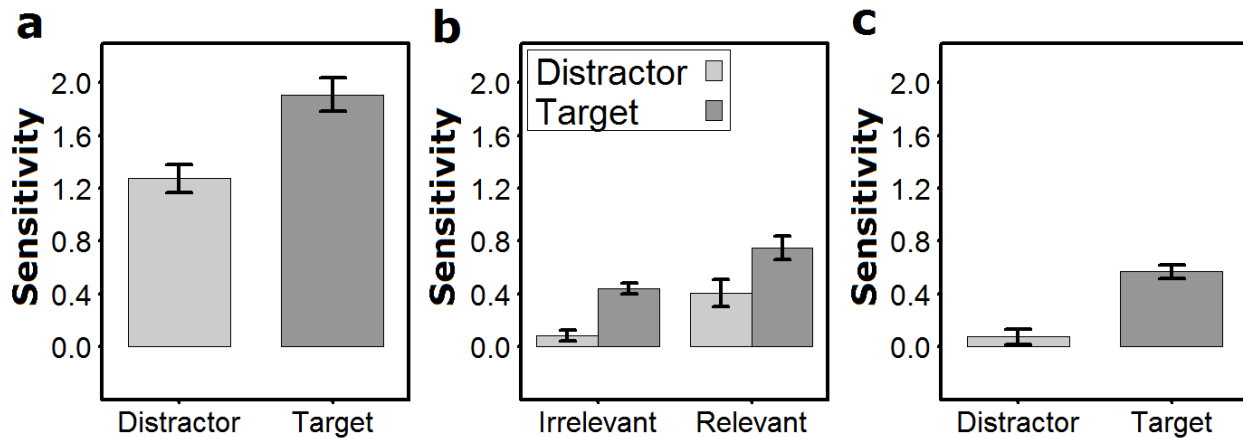 a
Sensitivity
2.0
1.6
1.2
0.8
0.4
0.0
Distractor Target
b
Sensitivity
2.0
1.6
1.2
0.8
0.4
0.0
Distractor
Target
Irrelevant Relevant
c
Sensitivity
2.0
1.6
1.2
0.8
0.4
0.0
Distractor Target